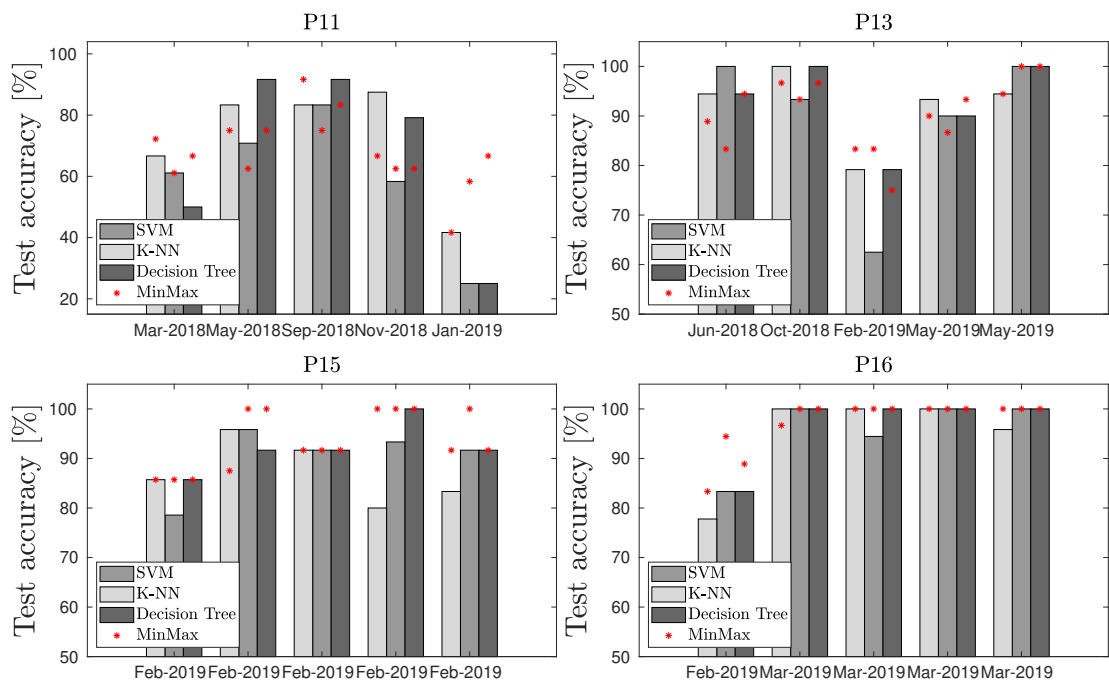 P11
Test accuracy [%]
100
80
60
40
20
SVM
K-NN
Decision Tree
MinMax
Mar-2018 May-2018 Sep-2018 Nov-2018 Jan-2019
P13
Test accuracy [%]
100
90
80
70
60
50
SVM
K-NN
Decision Tree
MinMax
Jun-2018 Oct-2018 Feb-2019 May-2019 May-2019
P15
Test accuracy [%]
100
90
80
70
60
50
SVM
K-NN
Decision Tree
MinMax
Feb-2019 Feb-2019 Feb-2019 Feb-2019 Feb-2019
P16
Test accuracy [%]
100
90
80
70
60
50
SVM
K-NN
Decision Tree
MinMax
Feb-2019 Mar-2019 Mar-2019 Mar-2019 Mar-2019